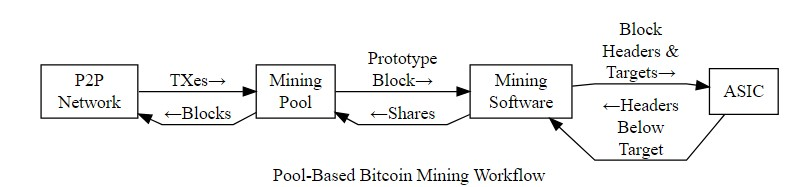 P2P
Network
TXes→
←Blocks
Mining
Pool
Prototype
Block→
←Shares
Mining
Software
Block
Headers &
Targets→
←Headers
Below
Target
ASIC
Pool-Based Bitcoin Mining Workflow